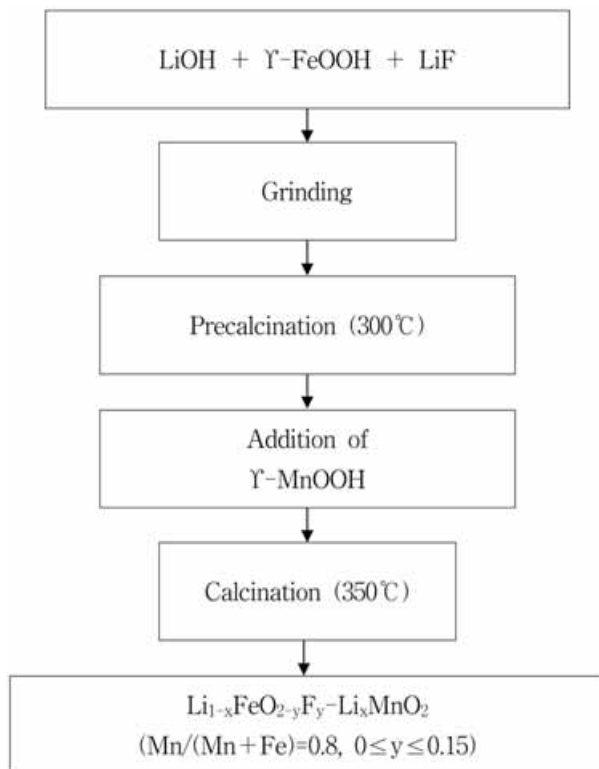 LiOH + ϒ-FeOOH + LiF
Grinding
Precalcination (300℃)
Addition of
ϒ-MnOOH
Calcination (350℃)
Li₁₋ₓFeO₂₋yFy-LiₓMnO₂
(Mn/(Mn+Fe)=0.8, 0≤y≤0.15)